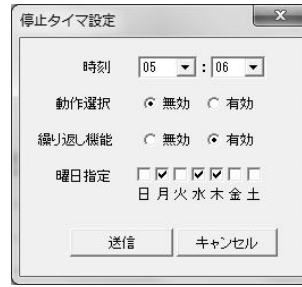 停止タイマ設定
時刻 05 : 06
動作選択 無効 有効
繰り返し機能 無効 有効
曜日指定
日 月 火 水 木 金 土
送信 キャンセル